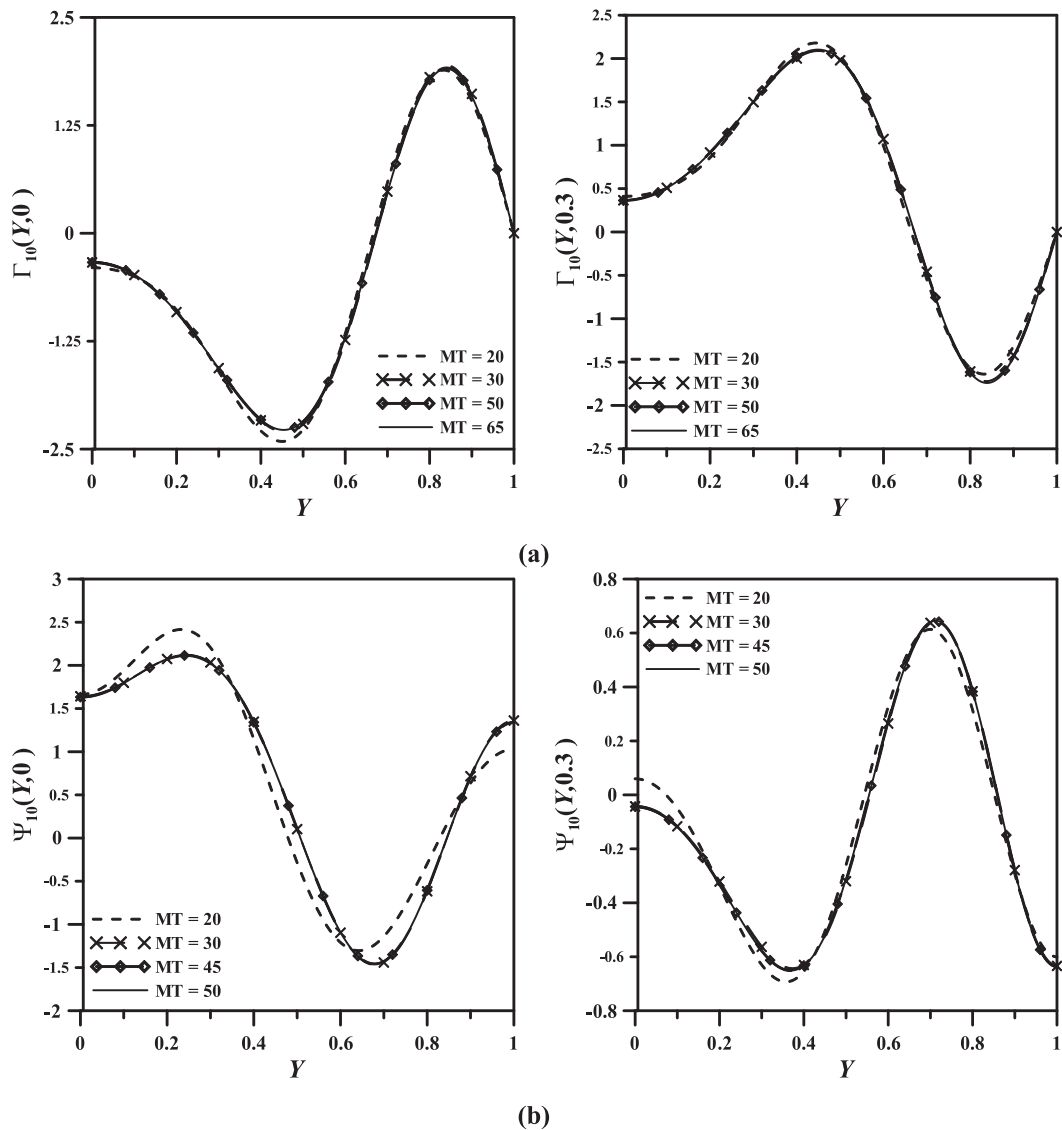 2.5
1.25
0
-1.25
-2.5
Γ10(Y,0 )
MT = 20
MT = 30
MT = 50
MT = 65
0 0.2 0.4 0.6 0.8 1
Y
2.5
2
1.5
1
0.5
0
-0.5
-1
-1.5
-2
-2.5
Γ10(Y,0.3 )
MT = 20
MT = 30
MT = 50
MT = 65
0 0.2 0.4 0.6 0.8 1
Y
(a)
3
2.5
2
1.5
1
0.5
0
-0.5
-1
-1.5
-2
Ψ10(Y,0 )
MT = 20
MT = 30
MT = 45
MT = 50
0 0.2 0.4 0.6 0.8 1
Y
0.8
0.6
0.4
0.2
0
-0.2
-0.4
-0.6
-0.8
Ψ10(Y,0.3 )
MT = 20
MT = 30
MT = 45
MT = 50
0 0.2 0.4 0.6 0.8 1
Y
(b)